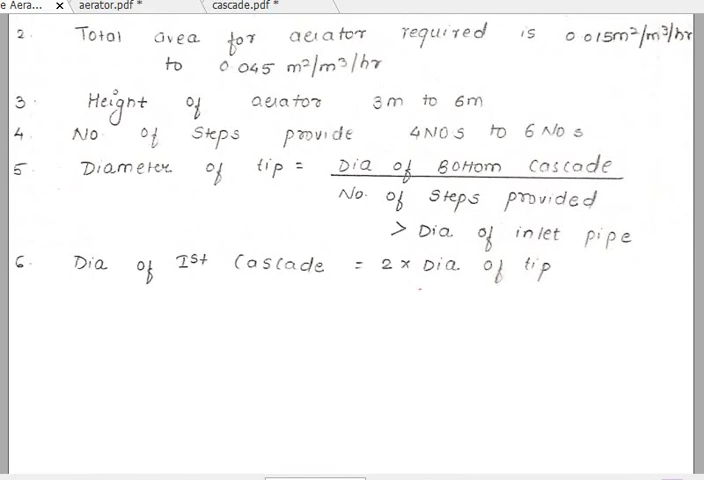 e Aera... × aerator.pdf * cascade.pdf *
2. Total area for aerator required is 0.015m²/m³/hr
to 0.045 m²/m³/hr
3. Height of aerator 3m to 6m
4. No of Steps provide 4NOS to 6 Nos
5. Diameter of tip = Dia of Bottom Cascade
No. of Steps provided
> Dia of inlet pipe
6. Dia of Ist Cascade = 2 × Dia of tip